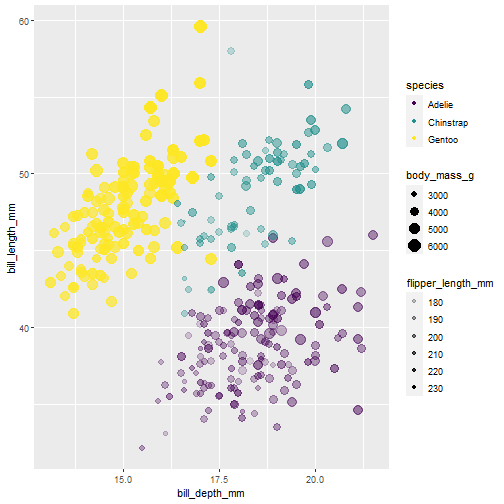 60
50
40
bill_length_mm
15.0
17.5
20.0
bill_depth_mm
species
Adelie
Chinstrap
Gentoo
body_mass_g
3000
4000
5000
6000
flipper_length_mm
180
190
200
210
220
230